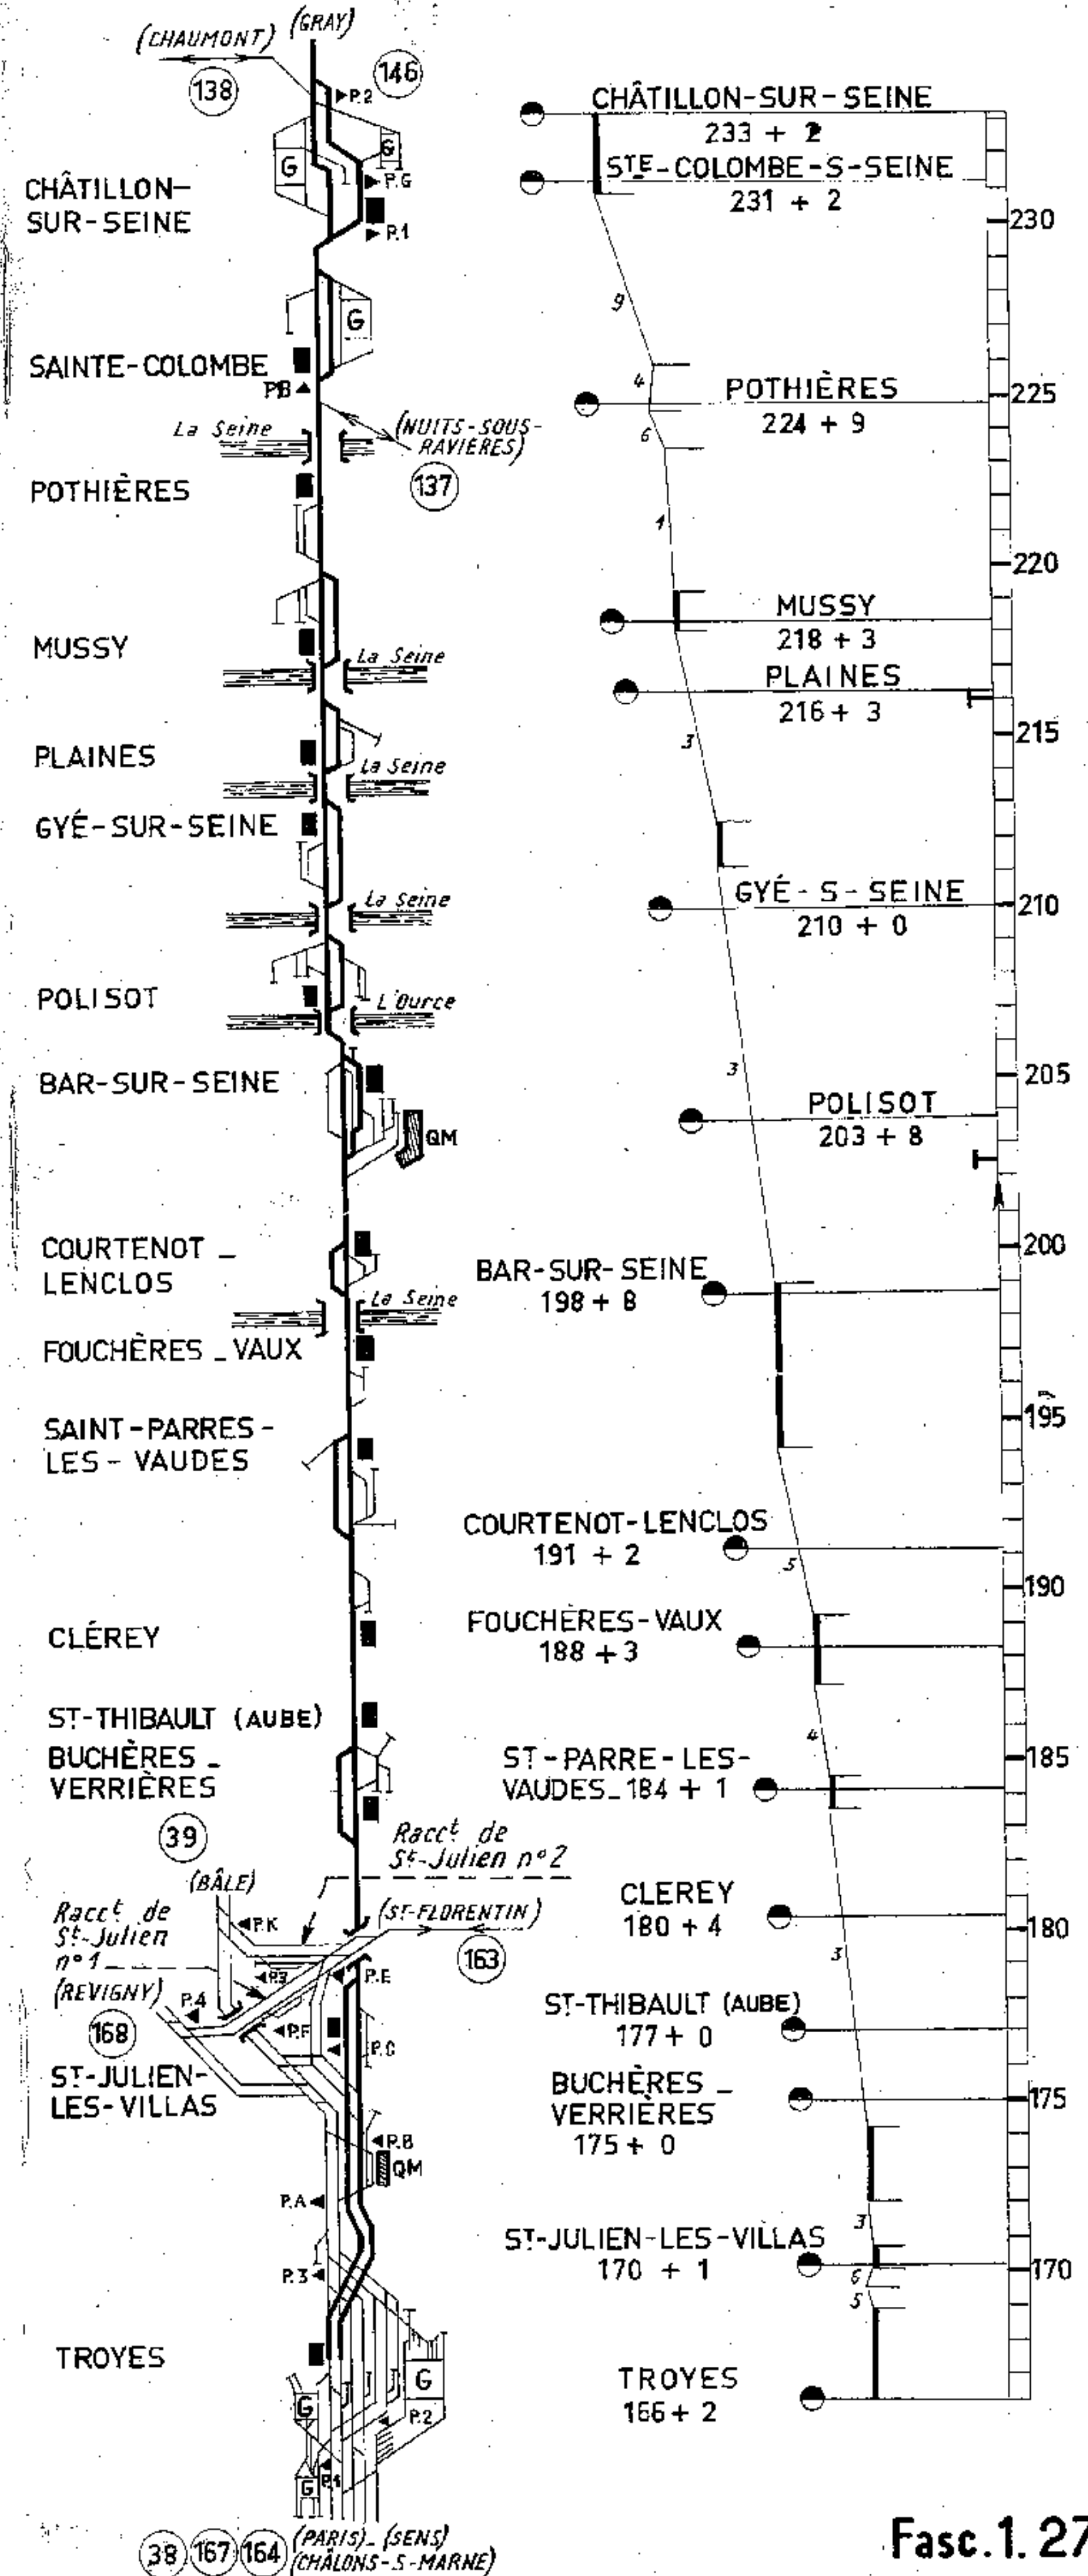 (CHAUMONT) (GRAY)
138
146
P.2
G
G
P.G
P.1
CHÂTILLON-
SUR-SEINE
G
SAINTE-COLOMBE
PB
La Seine
(NUITS-SOUS-
RAVIÈRES)
137
POTHIÈRES
MUSSY
La Seine
PLAINES
La Seine
GYÉ-SUR-SEINE
La Seine
POLISOT
L'Ource
BAR-SUR-SEINE
QM
COURTENOT -
LENCLOS
La Seine
FOUCHÈRES - VAUX
SAINT-PARRES-
LES-VAUDES
CLÉREY
ST-THIBAULT (AUBE)
BUCHÈRES -
VERRIÈRES
39
Racct de
St-Julien n°2
(BÂLE)
Racct de
St-Julien
n°1
(REVIGNY)
168
P.K
(ST-FLORENTIN)
163
P.E
P.4
P.F
P.C
ST-JULIEN-
LES-VILLAS
P.B
QM
P.A
P.3
TROYES
G
G
P.2
P.1
G
38 167 164
(PARIS)_(SENS)
(CHÂLONS-S-MARNE)
CHÂTILLON-SUR-SEINE
233 + 2
STE-COLOMBE-S-SEINE
231 + 2
230
9
4
POTHIÈRES
224 + 9
225
6
1
220
MUSSY
218 + 3
PLAINES
216 + 3
215
3
GYÉ-S-SEINE
210 + 0
210
3
205
POLISOT
203 + 8
200
BAR-SUR-SEINE
198 + 8
195
COURTENOT-LENCLOS
191 + 2
5
190
FOUCHÈRES-VAUX
188 + 3
4
185
ST-PARRE-LES-
VAUDES_184 + 1
CLEREY
180 + 4
180
3
ST-THIBAULT (AUBE)
177 + 0
BUCHÈRES _
VERRIÈRES
175 + 0
175
3
ST-JULIEN-LES-VILLAS
170 + 1
170
6
5
TROYES
166 + 2
Fasc.1.27